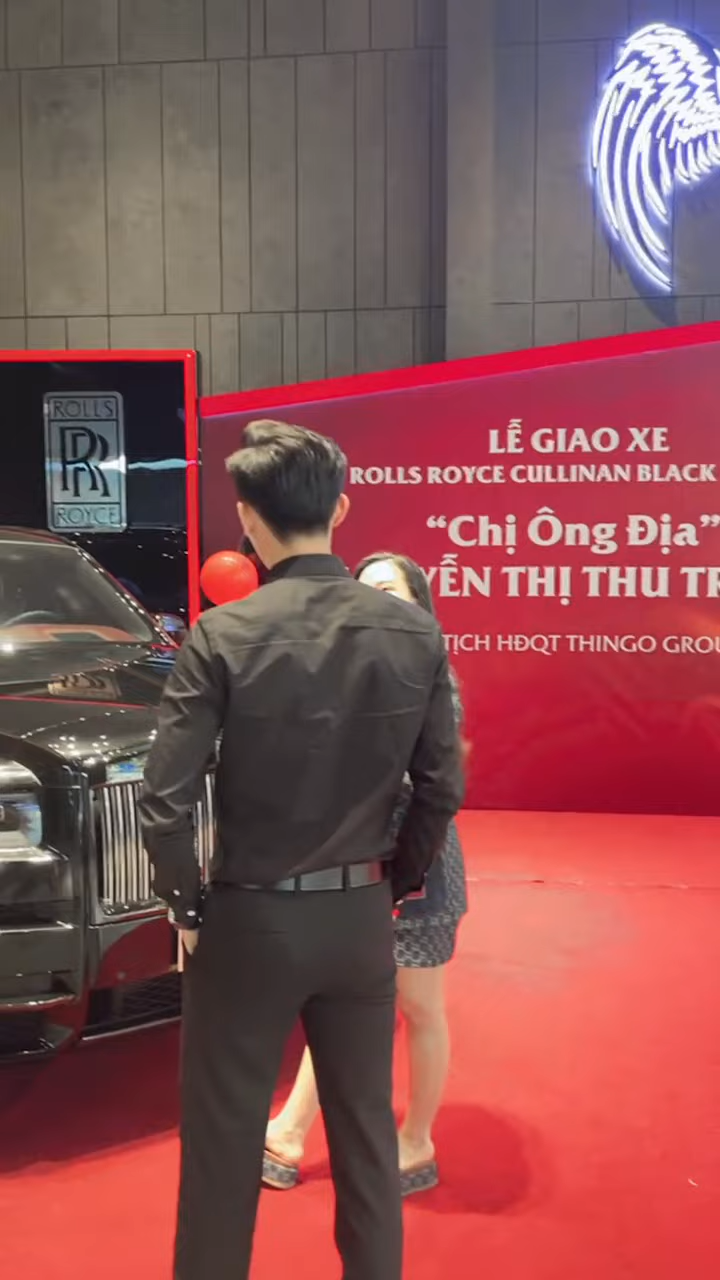 ROLLS
RR
ROYCE
LỄ GIAO XE
ROLLS ROYCE CULLINAN BLACK
“Chị Ông Địa”
YỄN THỊ THU TR
TỊCH HĐQT THINGO GROU